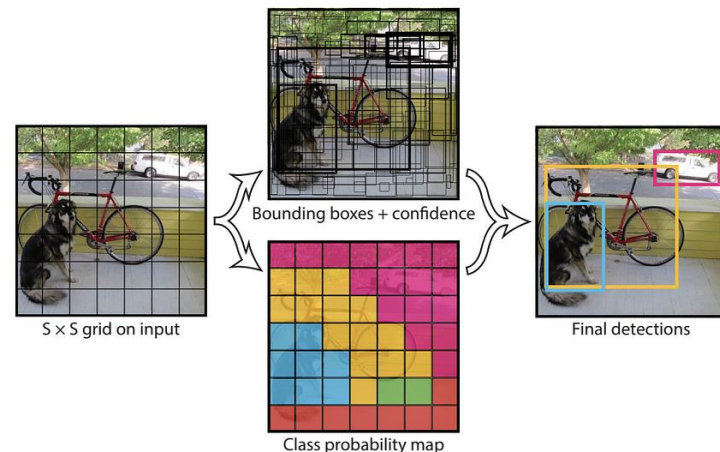 Bounding boxes + confidence
S × S grid on input
Final detections
Class probability map